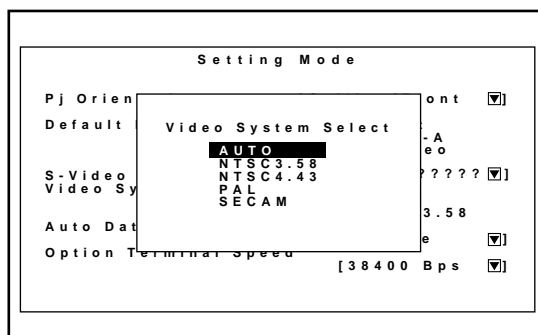 Setting Mode
Pj Orien ont ▼]
Default
Video System Select
-A
AUTO eo
NTSC3.58
S-Video NTSC4.43 ????? ▼]
Video Sy PAL
SECAM
3.58
Auto Dat e ▼]
Option Terminal Speed
[38400 Bps ▼]